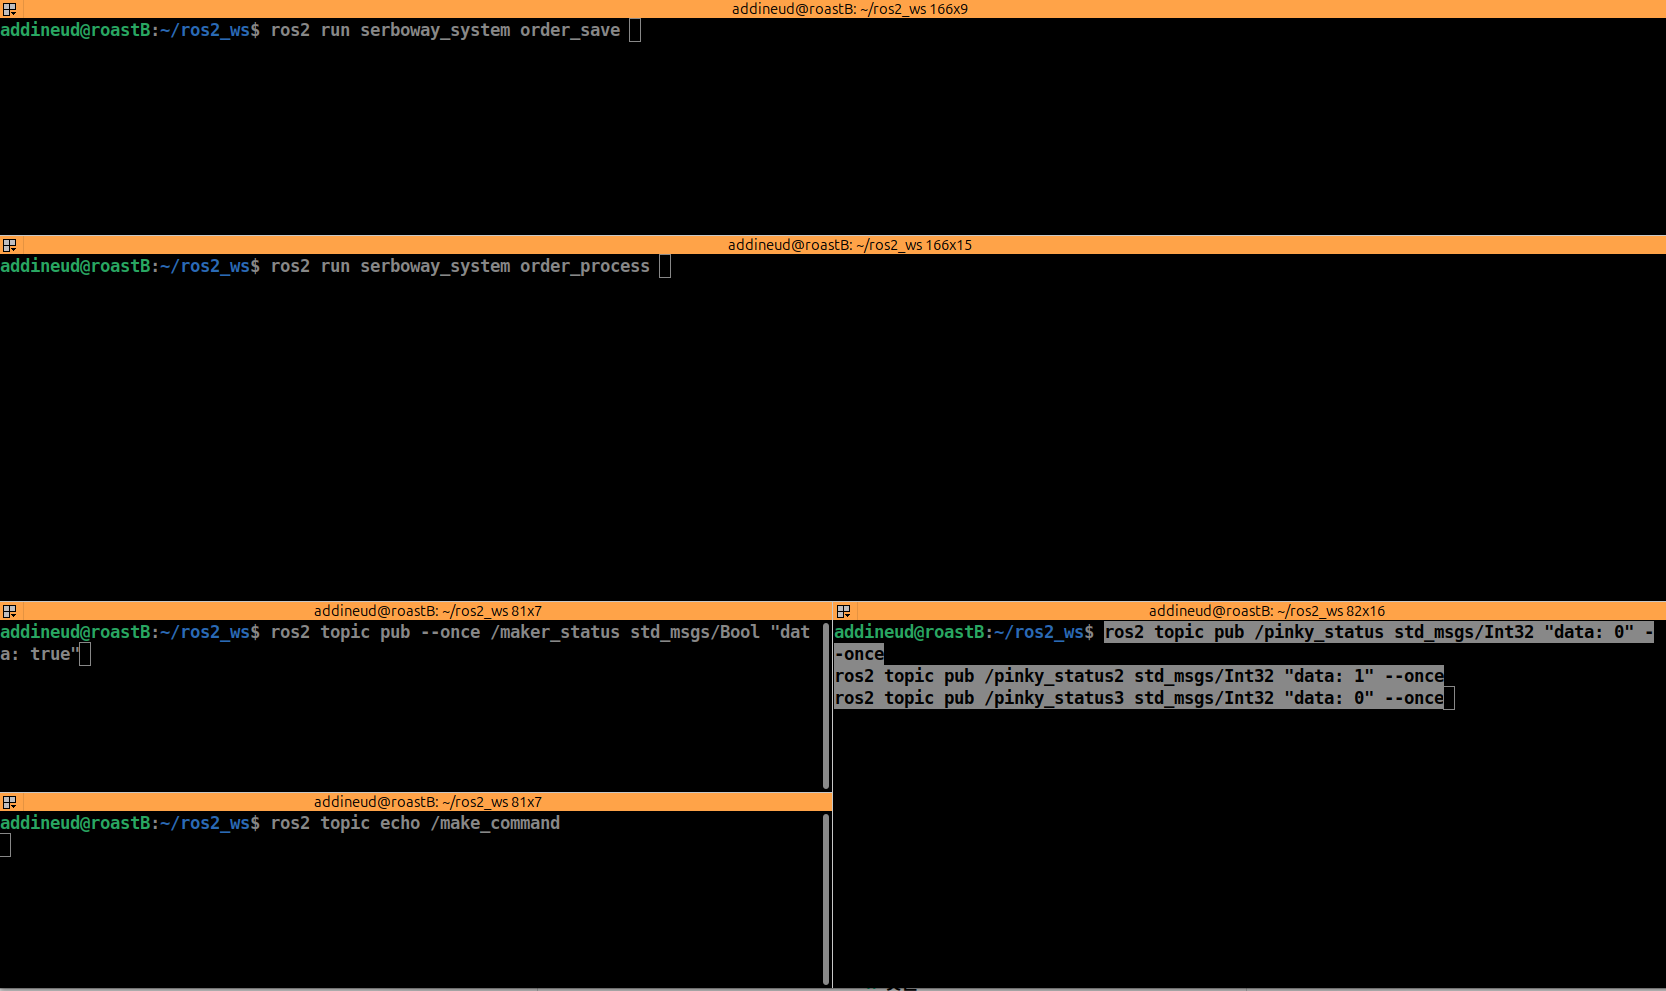 addineud@roastB: ~/ros2_ws 166x9
addineud@roastB:~/ros2_ws$ ros2 run serboway_system order_save
addineud@roastB: ~/ros2_ws 166x15
addineud@roastB:~/ros2_ws$ ros2 run serboway_system order_process
addineud@roastB: ~/ros2_ws 81x7
addineud@roastB:~/ros2_ws$ ros2 topic pub --once /maker_status std_msgs/Bool "dat
a: true"
addineud@roastB: ~/ros2_ws 81x7
addineud@roastB:~/ros2_ws$ ros2 topic echo /make_command
addineud@roastB: ~/ros2_ws 82x16
addineud@roastB:~/ros2_ws$ ros2 topic pub /pinky_status std_msgs/Int32 "data: 0" -
-once
ros2 topic pub /pinky_status2 std_msgs/Int32 "data: 1" --once
ros2 topic pub /pinky_status3 std_msgs/Int32 "data: 0" --once